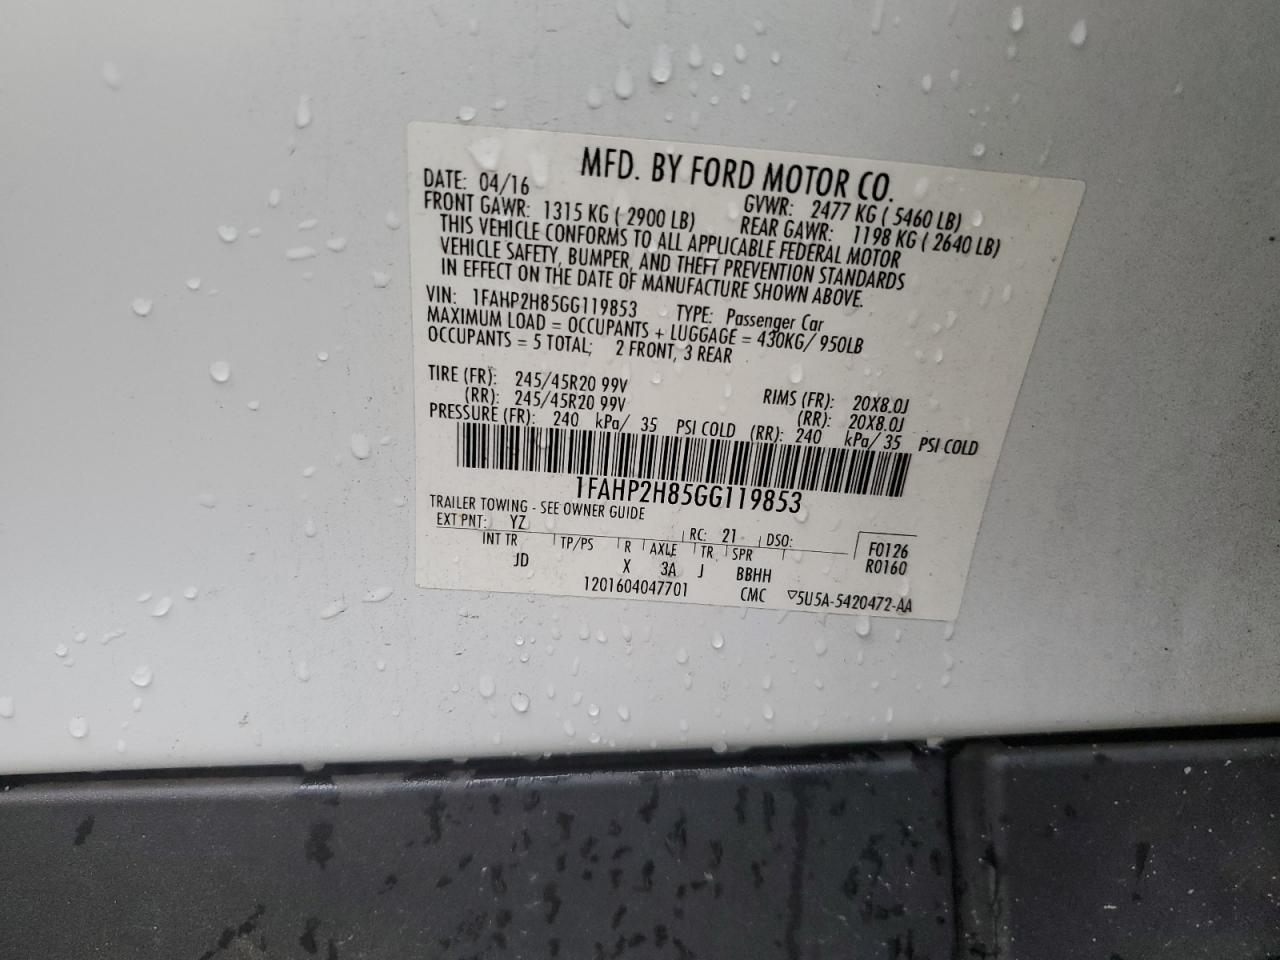 MFD. BY FORD MOTOR CO.
DATE: 04/16 GVWR: 2477 KG ( 5460 LB)
FRONT GAWR: 1315 KG ( 2900 LB) REAR GAWR: 1198 KG ( 2640 LB)
THIS VEHICLE CONFORMS TO ALL APPLICABLE FEDERAL MOTOR
VEHICLE SAFETY, BUMPER, AND THEFT PREVENTION STANDARDS
IN EFFECT ON THE DATE OF MANUFACTURE SHOWN ABOVE.
VIN: 1FAHP2H85GG119853 TYPE: Passenger Car
MAXIMUM LOAD = OCCUPANTS + LUGGAGE = 430KG/ 950LB
OCCUPANTS = 5 TOTAL; 2 FRONT, 3 REAR
TIRE (FR): 245/45R20 99V RIMS (FR): 20X8.0J
(RR): 245/45R20 99V (RR): 20X8.0J
PRESSURE (FR): 240 kPa/ 35 PSI COLD (RR): 240 kPa/ 35 PSI COLD
1FAHP2H85GG119853
TRAILER TOWING - SEE OWNER GUIDE
EXT PNT: YZ RC: 21 DSO: F0126
INT TR TP/PS R AXLE TR SPR R0160
JD X 3A J BBHH
1201604047701 CMC ▽5U5A-5420472-AA